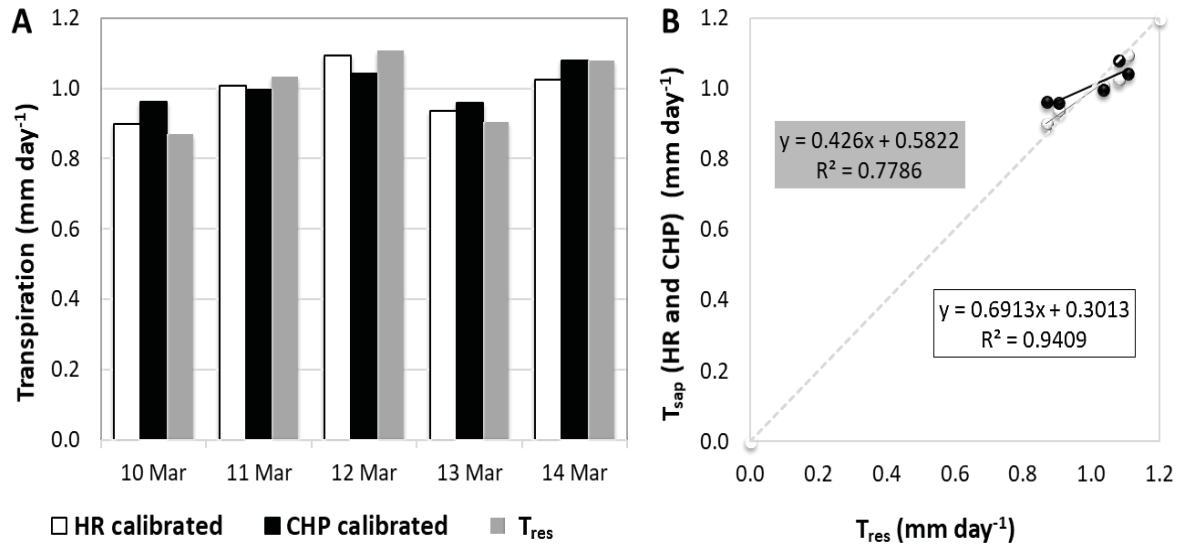 A
Transpiration (mm day⁻¹)
1.2
1.0
0.8
0.6
0.4
0.2
0.0
10 Mar 11 Mar 12 Mar 13 Mar 14 Mar
HR calibrated CHP calibrated Tres
B
Tsap (HR and CHP) (mm day⁻¹)
1.2
1.0
0.8
0.6
0.4
0.2
0.0
y = 0.426x + 0.5822
R² = 0.7786
y = 0.6913x + 0.3013
R² = 0.9409
0.0 0.2 0.4 0.6 0.8 1.0 1.2
Tres (mm day⁻¹)